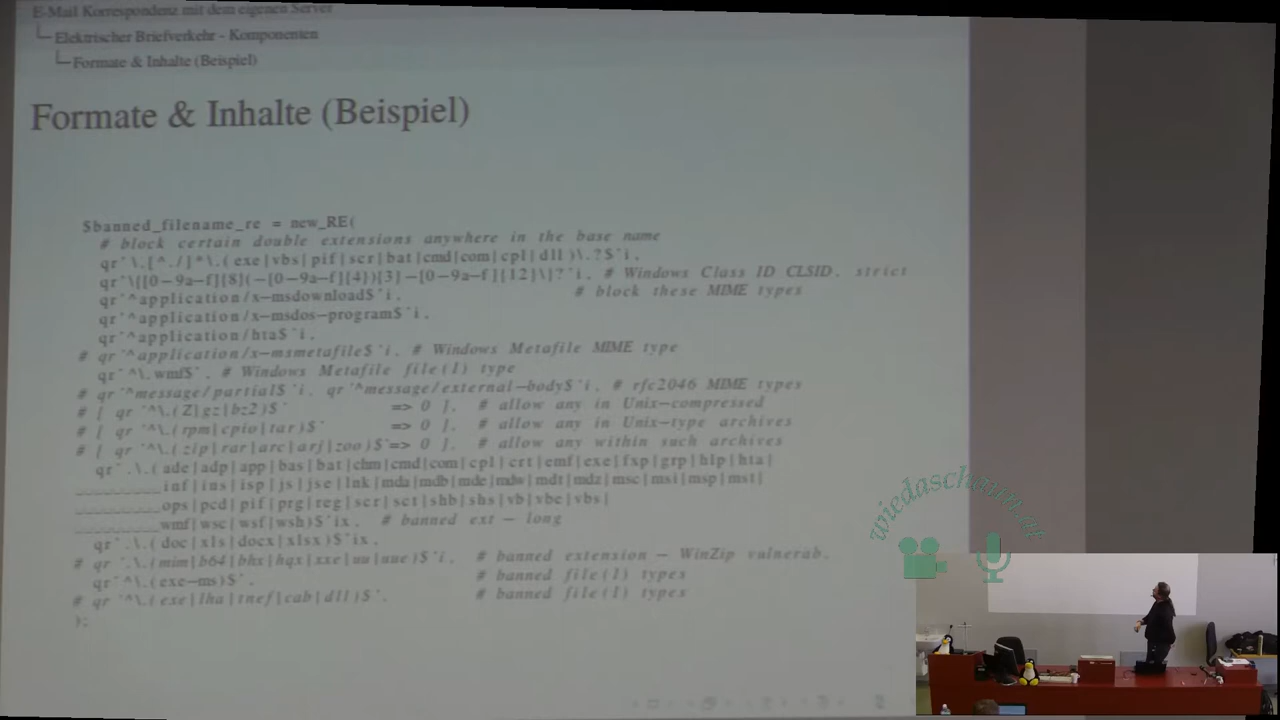 E-Mail Korrespondenz mit dem eigenen Server
Elektrischer Briefverkehr - Komponenten
Formate & Inhalte (Beispiel)
Formate & Inhalte (Beispiel)
$banned_filename_re = new_RE(
# block certain double extensions anywhere in the base name
qr'\.[^./]*\.(exe|vbs|pif|scr|bat|cmd|com|cpl|dll)\.?$'i,
qr'\{[0-9a-f]{8}(-[0-9a-f]{4}){3}-[0-9a-f]{12}\}?'i, # Windows Class ID CLSID, strict
qr'^application/x-msdownload$'i, # block these MIME types
qr'^application/x-msdos-program$'i,
qr'^application/hta$'i,
# qr'^application/x-msmetafile$'i, # Windows Metafile MIME type
qr'^\.wmf$', # Windows Metafile file(1) type
# qr'^message/partial$'i, qr'^message/external-body$'i, # rfc2046 MIME types
# [ qr'^\.(Z|gz|bz2)$' => 0 ], # allow any in Unix-compressed
# [ qr'^\.(rpm|cpio|tar)$' => 0 ], # allow any in Unix-type archives
# [ qr'^\.(zip|rar|arc|arj|zoo)$'=> 0 ], # allow any within such archives
qr'.\.(ade|adp|app|bas|bat|chm|cmd|com|cpl|crt|emf|exe|fxp|grp|hlp|hta|
_________inf|ins|isp|js|jse|lnk|mda|mdb|mde|mdw|mdt|mdz|msc|msi|msp|mst|
_________ops|pcd|pif|prg|reg|scr|sct|shb|shs|vb|vbe|vbs|
_________wmf|wsc|wsf|wsh)$'ix, # banned ext - long
qr'.\.(doc|xls|docx|xlsx)$'ix,
# qr'.\.(mim|b64|bhx|hqx|xxe|uu|uue)$'i, # banned extension - WinZip vulnerab.
qr'^\.(exe-ms)$', # banned file(1) types
# qr'^\.(exe|lha|tnef|cab|dll)$', # banned file(1) types
);